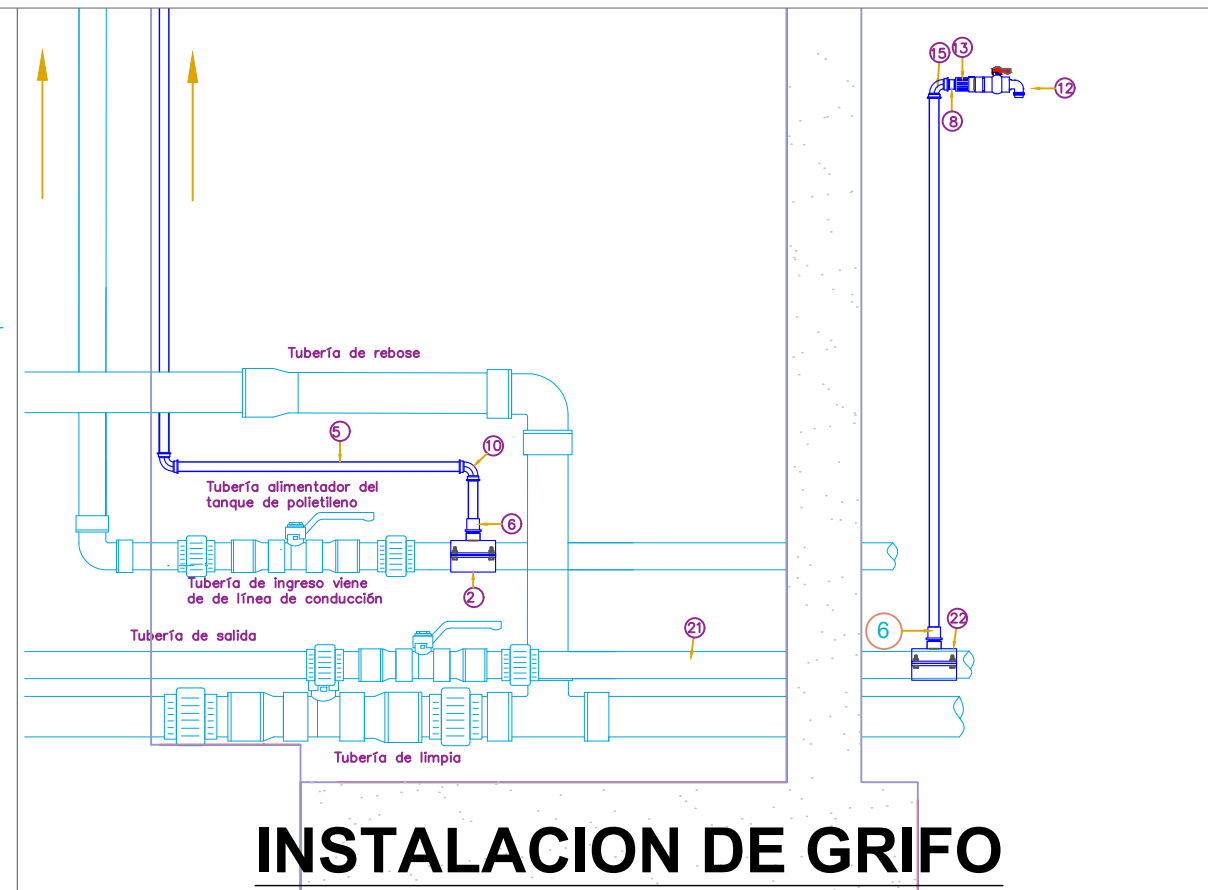 15
13
12
8
Tubería de rebose
5
10
Tubería alimentador del
tanque de polietileno
6
Tubería de ingreso viene
de de línea de conducción
2
Tubería de salida
21
6
22
Tubería de limpia
INSTALACION DE GRIFO